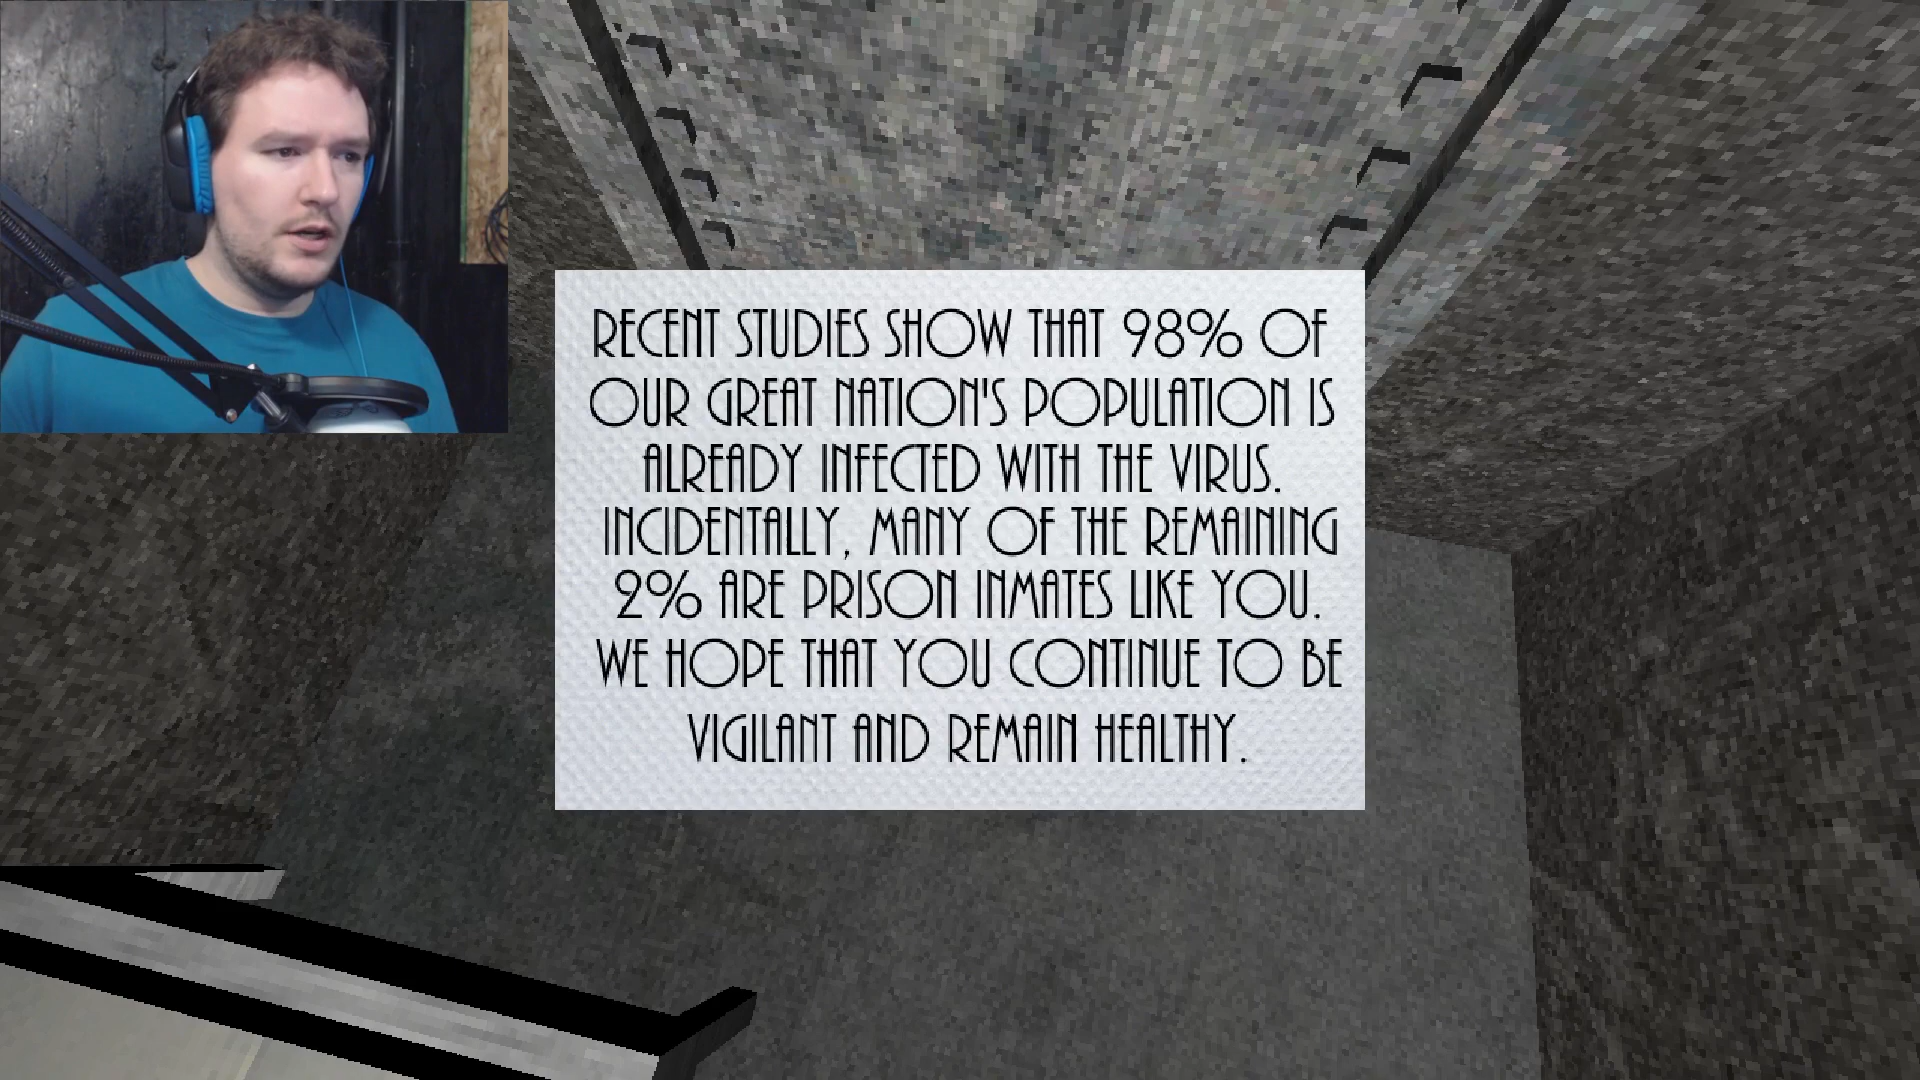 RECENT STUDIES SHOW THAT 98% OF
OUR GREAT NATION'S POPULATION IS
ALREADY INFECTED WITH THE VIRUS.
INCIDENTALLY, MANY OF THE REMAINING
2% ARE PRISON INMATES LIKE YOU.
WE HOPE THAT YOU CONTINUE TO BE
VIGILANT AND REMAIN HEALTHY.